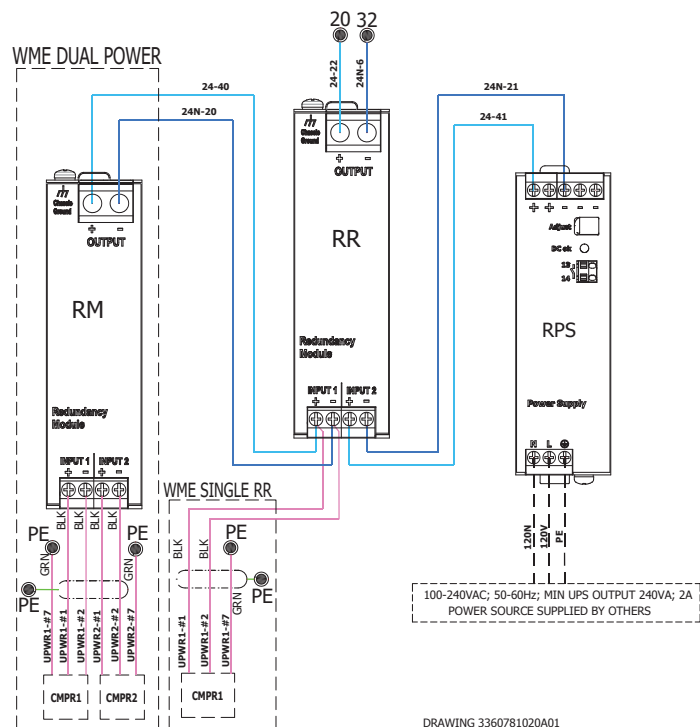 20 32
WME DUAL POWER
24-40
24N-20
24-22
24N-6
24N-21
24-41
Chassis
Ground
+ -
OUTPUT
RR
Redundancy
Module
INPUT 1 INPUT 2
+ - + -
Chassis
Ground
+ -
OUTPUT
RM
Redundancy
Module
INPUT 1 INPUT 2
+ - + -
+ + - - -
Adjust
DC ok
13
14
RPS
Power Supply
N L
120N
120V
PE
100-240VAC; 50-60Hz; MIN UPS OUTPUT 240VA; 2A
POWER SOURCE SUPPLIED BY OTHERS
BLK
BLK
BLK
BLK
PE
PE
GRN
GRN
PE
UPWR1-#7
UPWR1-#1
UPWR1-#2
UPWR2-#1
UPWR2-#2
UPWR2-#7
CMPR1
CMPR2
WME SINGLE RR
BLK
BLK
PE
PE
GRN
UPWR1-#1
UPWR1-#2
UPWR1-#7
CMPR1
DRAWING 3360781020A01